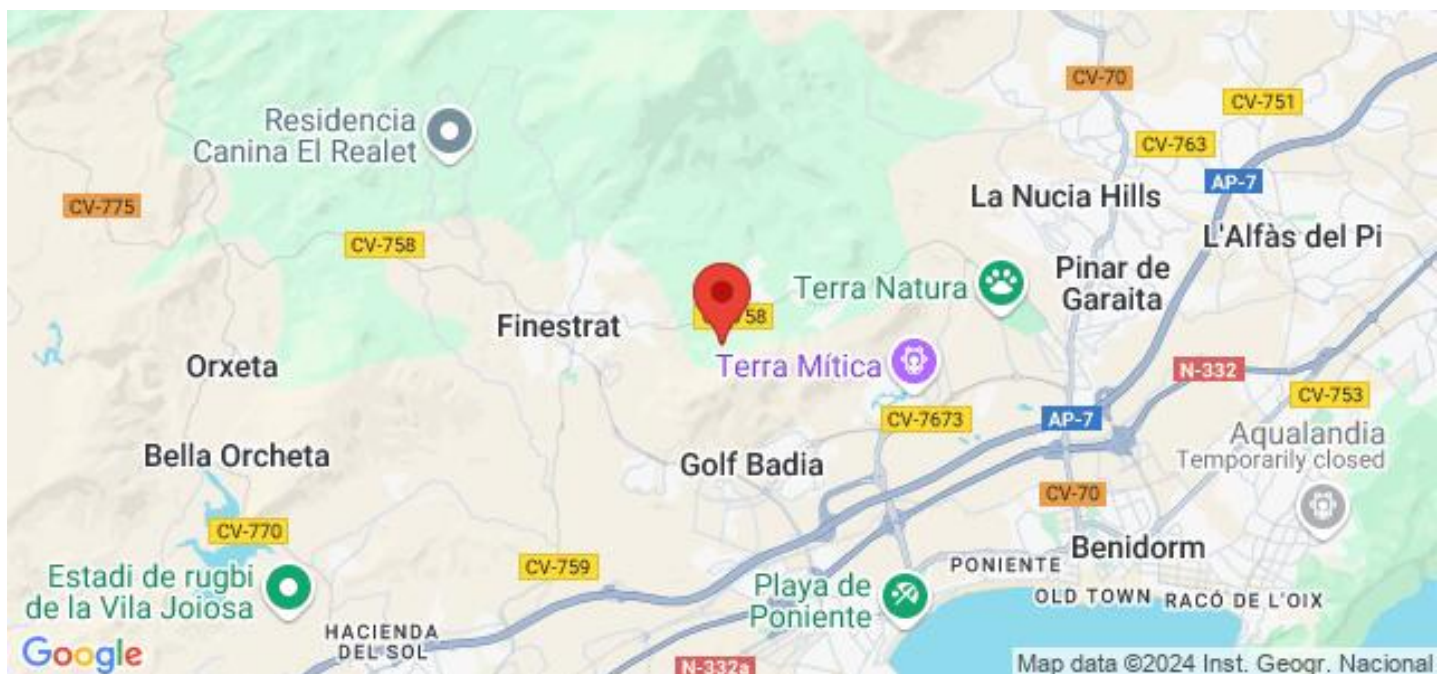 CV-70
CV-751
Residencia
Canina El Realet
CV-763
AP-7
La Nucia Hills
CV-775
L'Alfàs del Pi
CV-758
Pinar de
Garaita
Terra Natura
58
Finestrat
Terra Mítica
Orxeta
N-332
CV-753
CV-7673
AP-7
Aqualandia
Temporarily closed
Bella Orcheta
Golf Badia
CV-70
CV-770
Benidorm
PONIENTE
CV-759
Estadi de rugbi
de la Vila Joiosa
Playa de
Poniente
OLD TOWN
RACÓ DE L'OIX
HACIENDA
DEL SOL
Google
N-332a
Map data ©2024 Inst. Geogr. Nacional